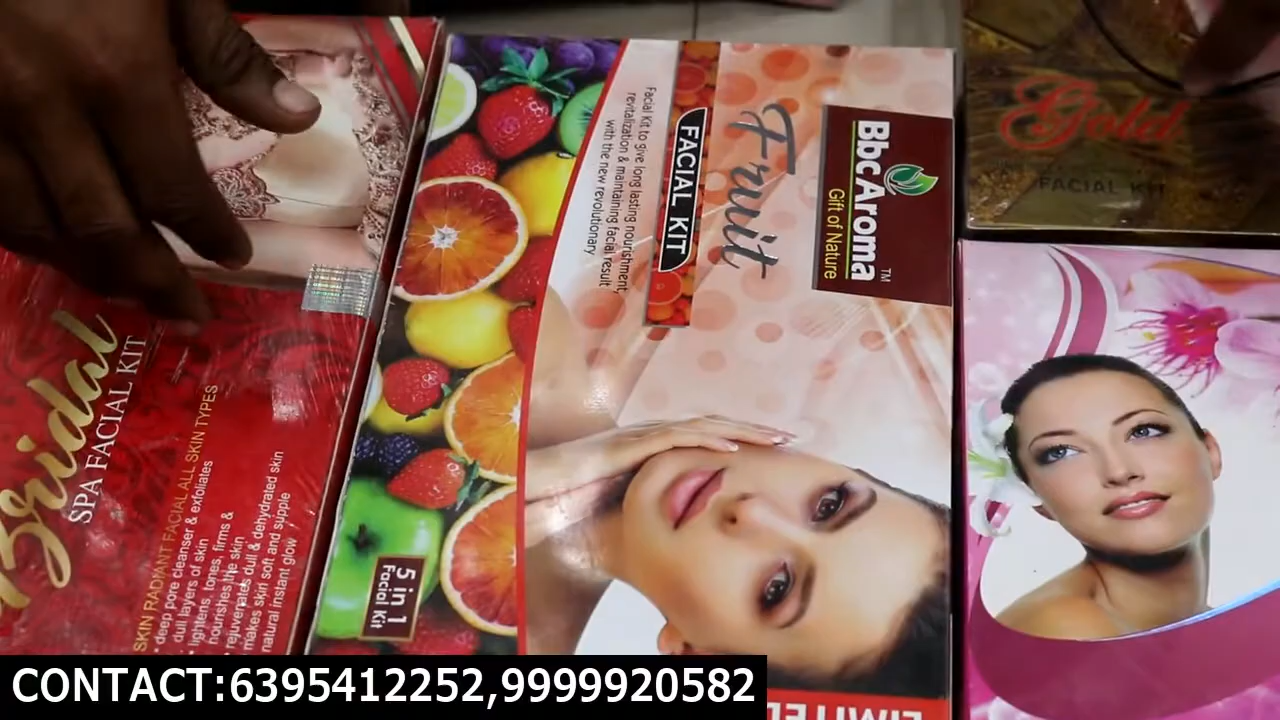 Bridal
SPA FACIAL KIT
SKIN RADIANT FACIAL ALL SKIN TYPES
• deep pore cleanser & exfoliates
dull layers of skin
• lightens, tones, firms &
nourishes the skin
• rejuvenates dull & dehydrated skin
• makes skin soft and supple
natural instant glow
BbcAroma™
Gift of Nature
Fruit
FACIAL KIT
Facial Kit to give long lasting nourishment,
revitalization & maintaining facial result
with the new revolutionary
5 in 1
Facial Kit
LIMITED
Gold
FACIAL KIT
CONTACT:6395412252,9999920582